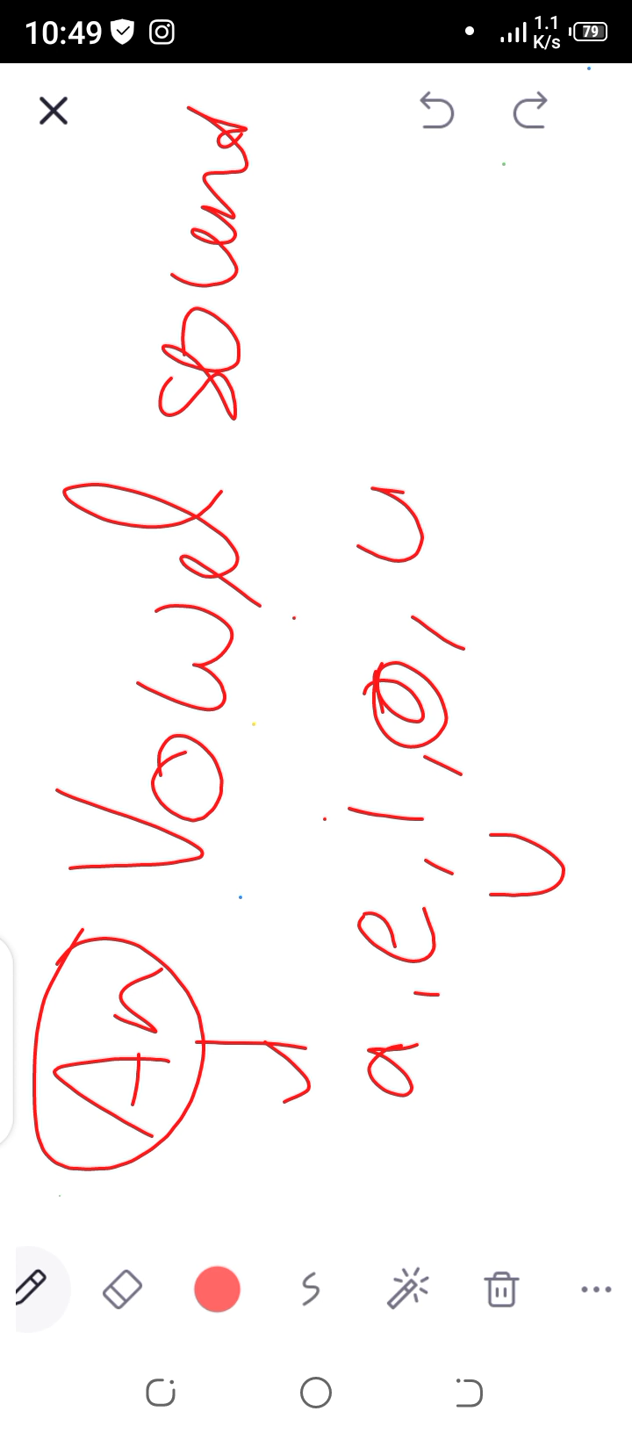 10:49
1.1
K/s
79
An Vowel sound
a, e, i, o, u